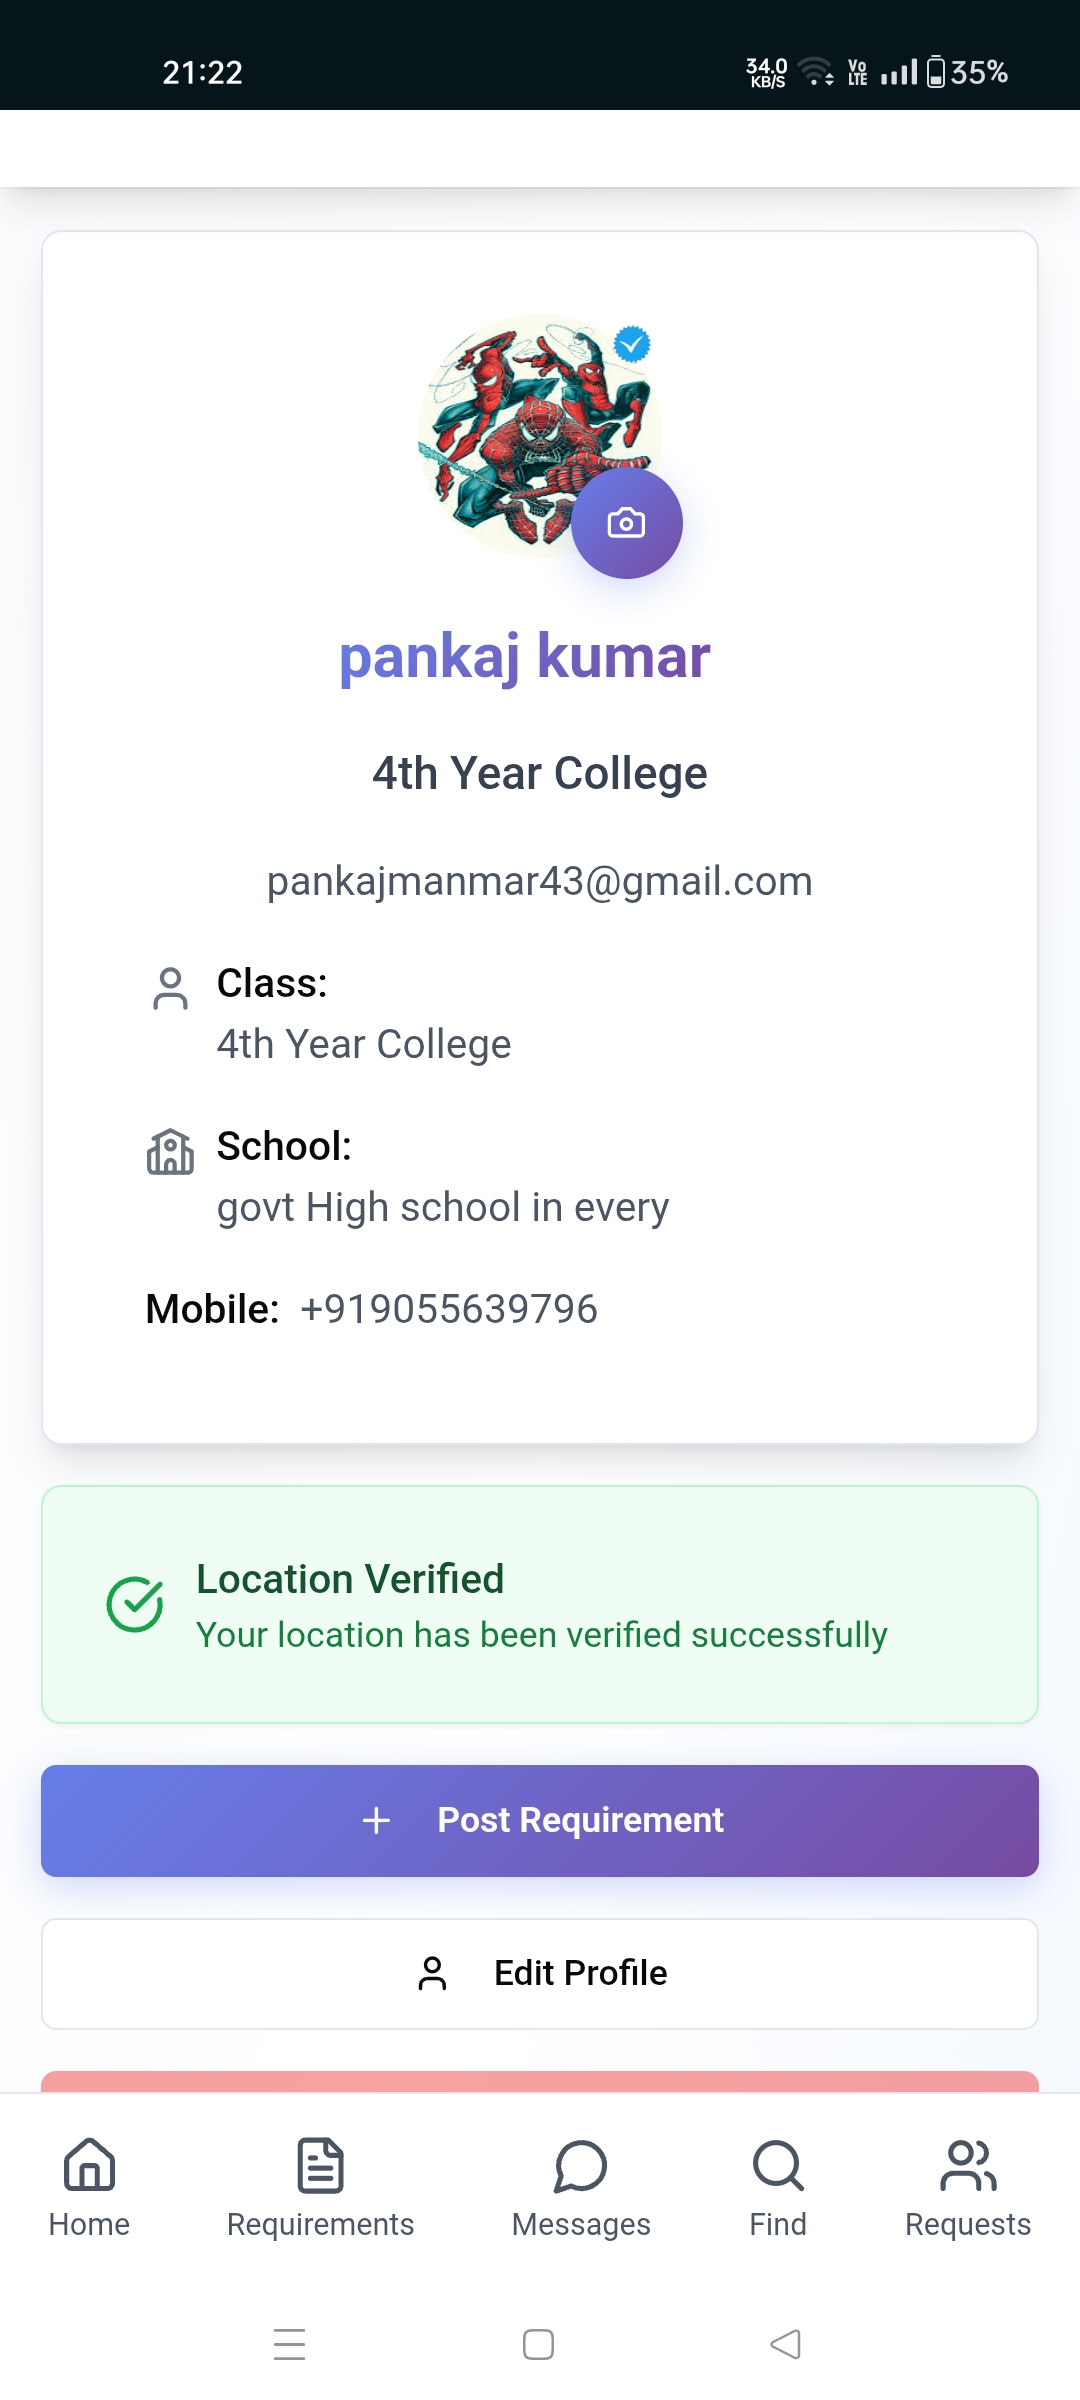 21:22
34.0
KB/S
Vo
LTE
35%
pankaj kumar
4th Year College
pankajmanmar43@gmail.com
Class:
4th Year College
School:
govt High school in every
Mobile: +919055639796
Location Verified
Your location has been verified successfully
Post Requirement
Edit Profile
Home
Requirements
Messages
Find
Requests